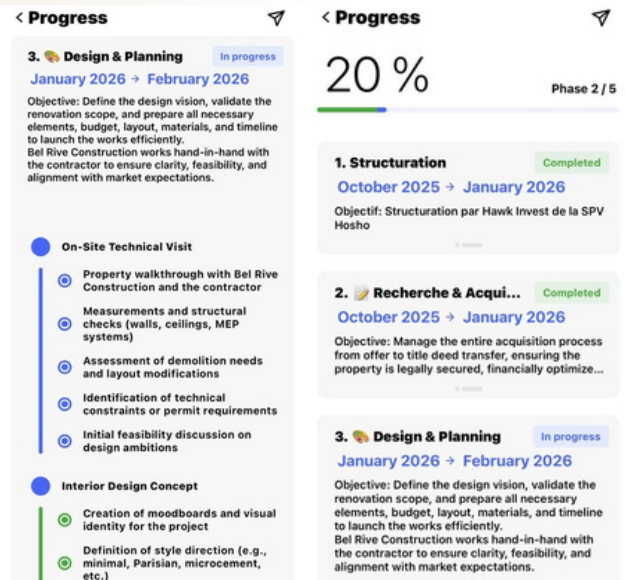 < Progress
3. 🎨 Design & Planning
In progress
January 2026 → February 2026
Objective: Define the design vision, validate the
renovation scope, and prepare all necessary
elements, budget, layout, materials, and timeline
to launch the works efficiently.
Bel Rive Construction works hand-in-hand with
the contractor to ensure clarity, feasibility, and
alignment with market expectations.
On-Site Technical Visit
Property walkthrough with Bel Rive
Construction and the contractor
Measurements and structural
checks (walls, ceilings, MEP
systems)
Assessment of demolition needs
and layout modifications
Identification of technical
constraints or permit requirements
Initial feasibility discussion on
design ambitions
Interior Design Concept
Creation of moodboards and visual
identity for the project
Definition of style direction (e.g.,
minimal, Parisian, microcement,
etc.)
< Progress
20 %
Phase 2 / 5
1. Structuration
Completed
October 2025 → January 2026
Objectif: Structuration par Hawk Invest de la SPV
Hosho
2. 📝 Recherche & Acqui...
Completed
October 2025 → January 2026
Objective: Manage the entire acquisition process
from offer to title deed transfer, ensuring the
property is legally secured, financially optimize...
3. 🎨 Design & Planning
In progress
January 2026 → February 2026
Objective: Define the design vision, validate the
renovation scope, and prepare all necessary
elements, budget, layout, materials, and timeline
to launch the works efficiently.
Bel Rive Construction works hand-in-hand with
the contractor to ensure clarity, feasibility, and
alignment with market expectations.